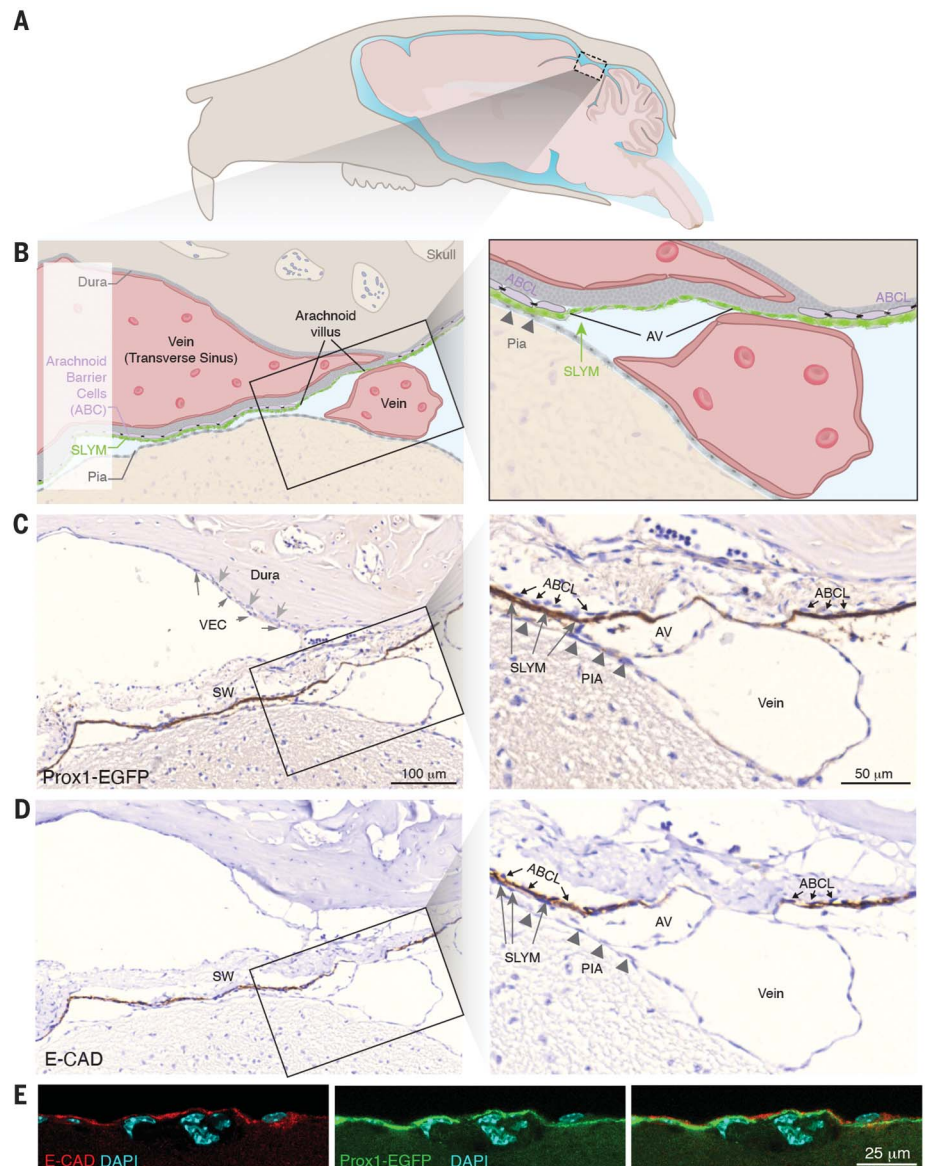 A
B
Skull
Dura
Arachnoid
villus
Vein
(Transverse Sinus)
Arachnoid
Barrier
Cells
(ABC)
Vein
SLYM
Pia
ABCL
ABCL
AV
Pia
SLYM
C
Dura
VEC
SW
Prox1-EGFP
100 μm
ABCL
ABCL
AV
SLYM
PIA
Vein
50 μm
D
SW
E-CAD
ABCL
ABCL
AV
SLYM
PIA
Vein
E
E-CAD DAPI
Prox1-EGFP DAPI
25 μm